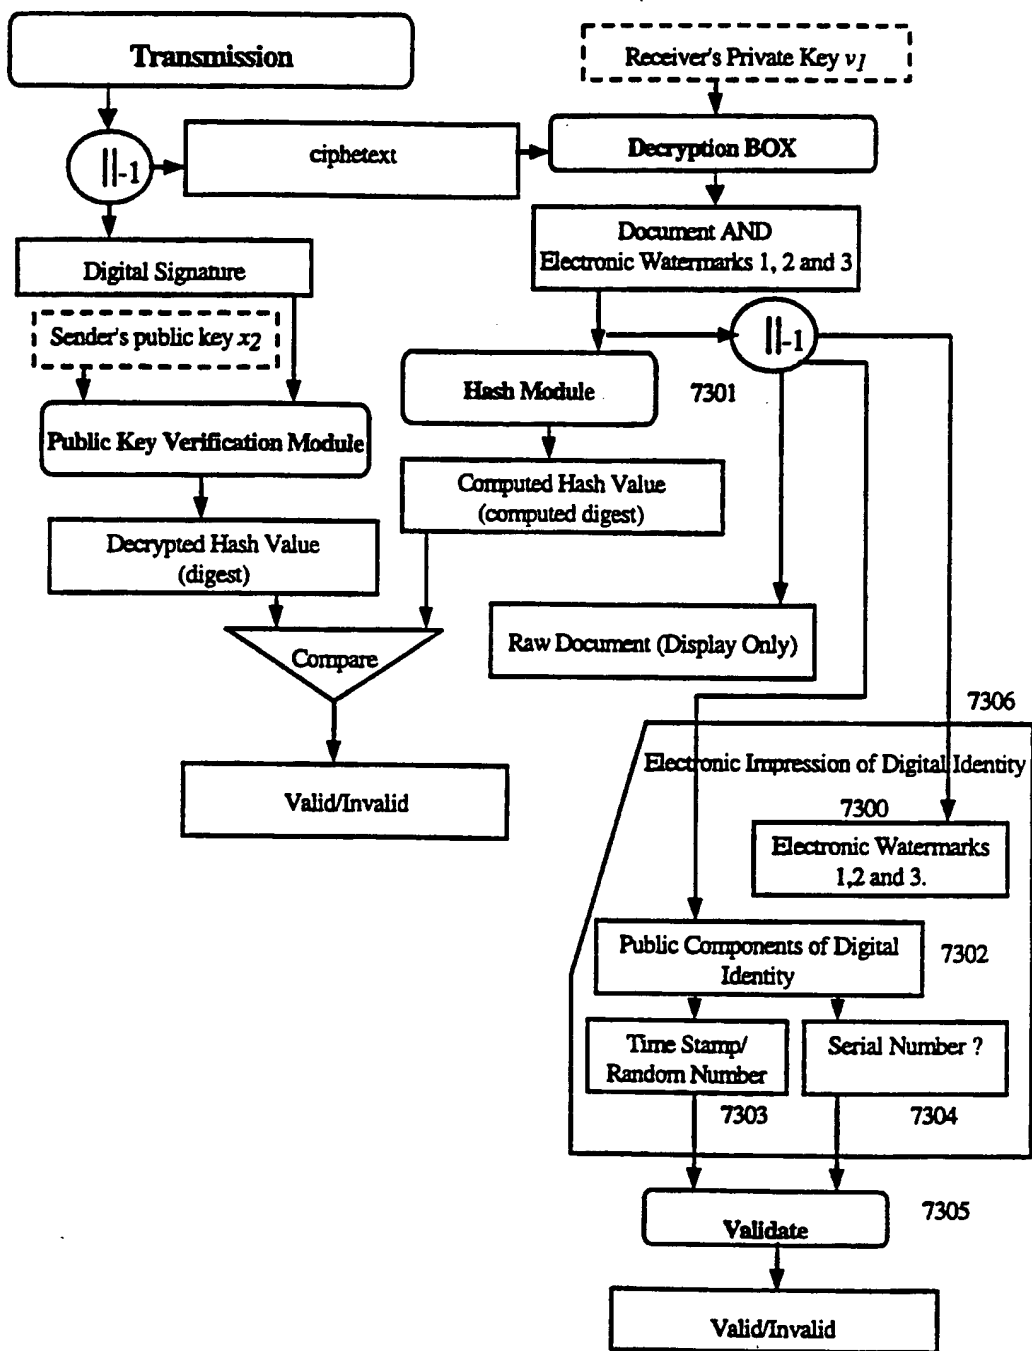 Transmission
Receiver's Private Key v1
||-1
ciphetext
Decryption BOX
Document AND
Electronic Watermarks 1, 2 and 3
Digital Signature
Sender's public key x2
||-1
Hash Module
7301
Public Key Verification Module
Computed Hash Value
(computed digest)
Decrypted Hash Value
(digest)
Compare
Raw Document (Display Only)
7306
Electronic Impression of Digital Identity
Valid/Invalid
7300
Electronic Watermarks
1,2 and 3.
Public Components of Digital
Identity
7302
Time Stamp/
Random Number
Serial Number ?
7303
7304
7305
Validate
Valid/Invalid